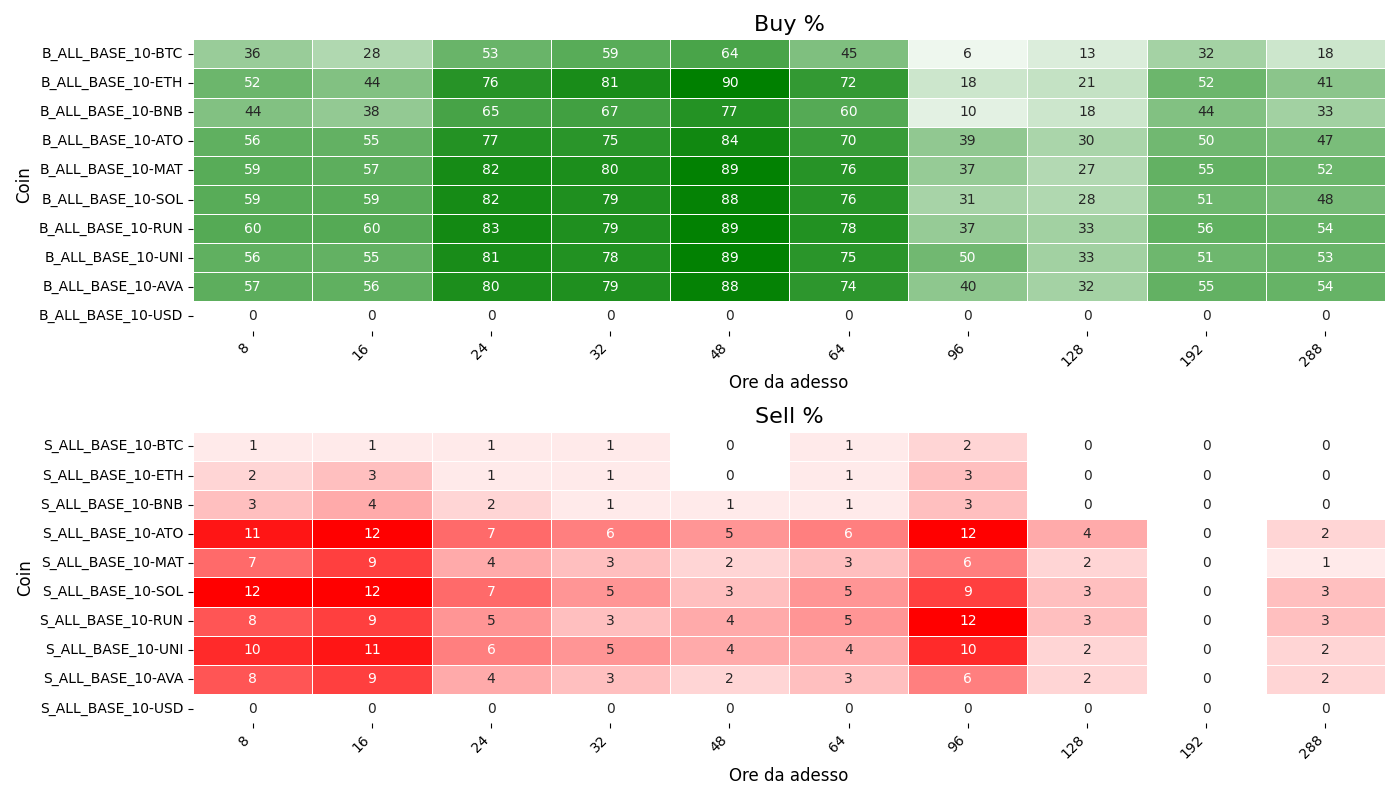 Buy %
Coin
B_ALL_BASE_10-BTC 36 28 53 59 64 45 6 13 32 18
B_ALL_BASE_10-ETH 52 44 76 81 90 72 18 21 52 41
B_ALL_BASE_10-BNB 44 38 65 67 77 60 10 18 44 33
B_ALL_BASE_10-ATO 56 55 77 75 84 70 39 30 50 47
B_ALL_BASE_10-MAT 59 57 82 80 89 76 37 27 55 52
B_ALL_BASE_10-SOL 59 59 82 79 88 76 31 28 51 48
B_ALL_BASE_10-RUN 60 60 83 79 89 78 37 33 56 54
B_ALL_BASE_10-UNI 56 55 81 78 89 75 50 33 51 53
B_ALL_BASE_10-AVA 57 56 80 79 88 74 40 32 55 54
B_ALL_BASE_10-USD 0 0 0 0 0 0 0 0 0 0
8 16 24 32 48 64 96 128 192 288
Ore da adesso
Sell %
Coin
S_ALL_BASE_10-BTC 1 1 1 1 0 1 2 0 0 0
S_ALL_BASE_10-ETH 2 3 1 1 0 1 3 0 0 0
S_ALL_BASE_10-BNB 3 4 2 1 1 1 3 0 0 0
S_ALL_BASE_10-ATO 11 12 7 6 5 6 12 4 0 2
S_ALL_BASE_10-MAT 7 9 4 3 2 3 6 2 0 1
S_ALL_BASE_10-SOL 12 12 7 5 3 5 9 3 0 3
S_ALL_BASE_10-RUN 8 9 5 3 4 5 12 3 0 3
S_ALL_BASE_10-UNI 10 11 6 5 4 4 10 2 0 2
S_ALL_BASE_10-AVA 8 9 4 3 2 3 6 2 0 2
S_ALL_BASE_10-USD 0 0 0 0 0 0 0 0 0 0
8 16 24 32 48 64 96 128 192 288
Ore da adesso